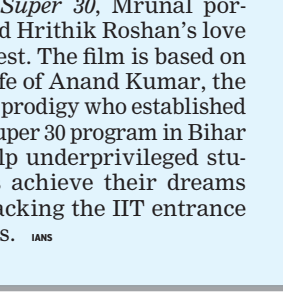 Super 30, Mrunal por-
d Hrithik Roshan's love
est. The film is based on
fe of Anand Kumar, the
prodigy who established
uper 30 program in Bihar
lp underprivileged stu-
s achieve their dreams
acking the IIT entrance
s. IANS